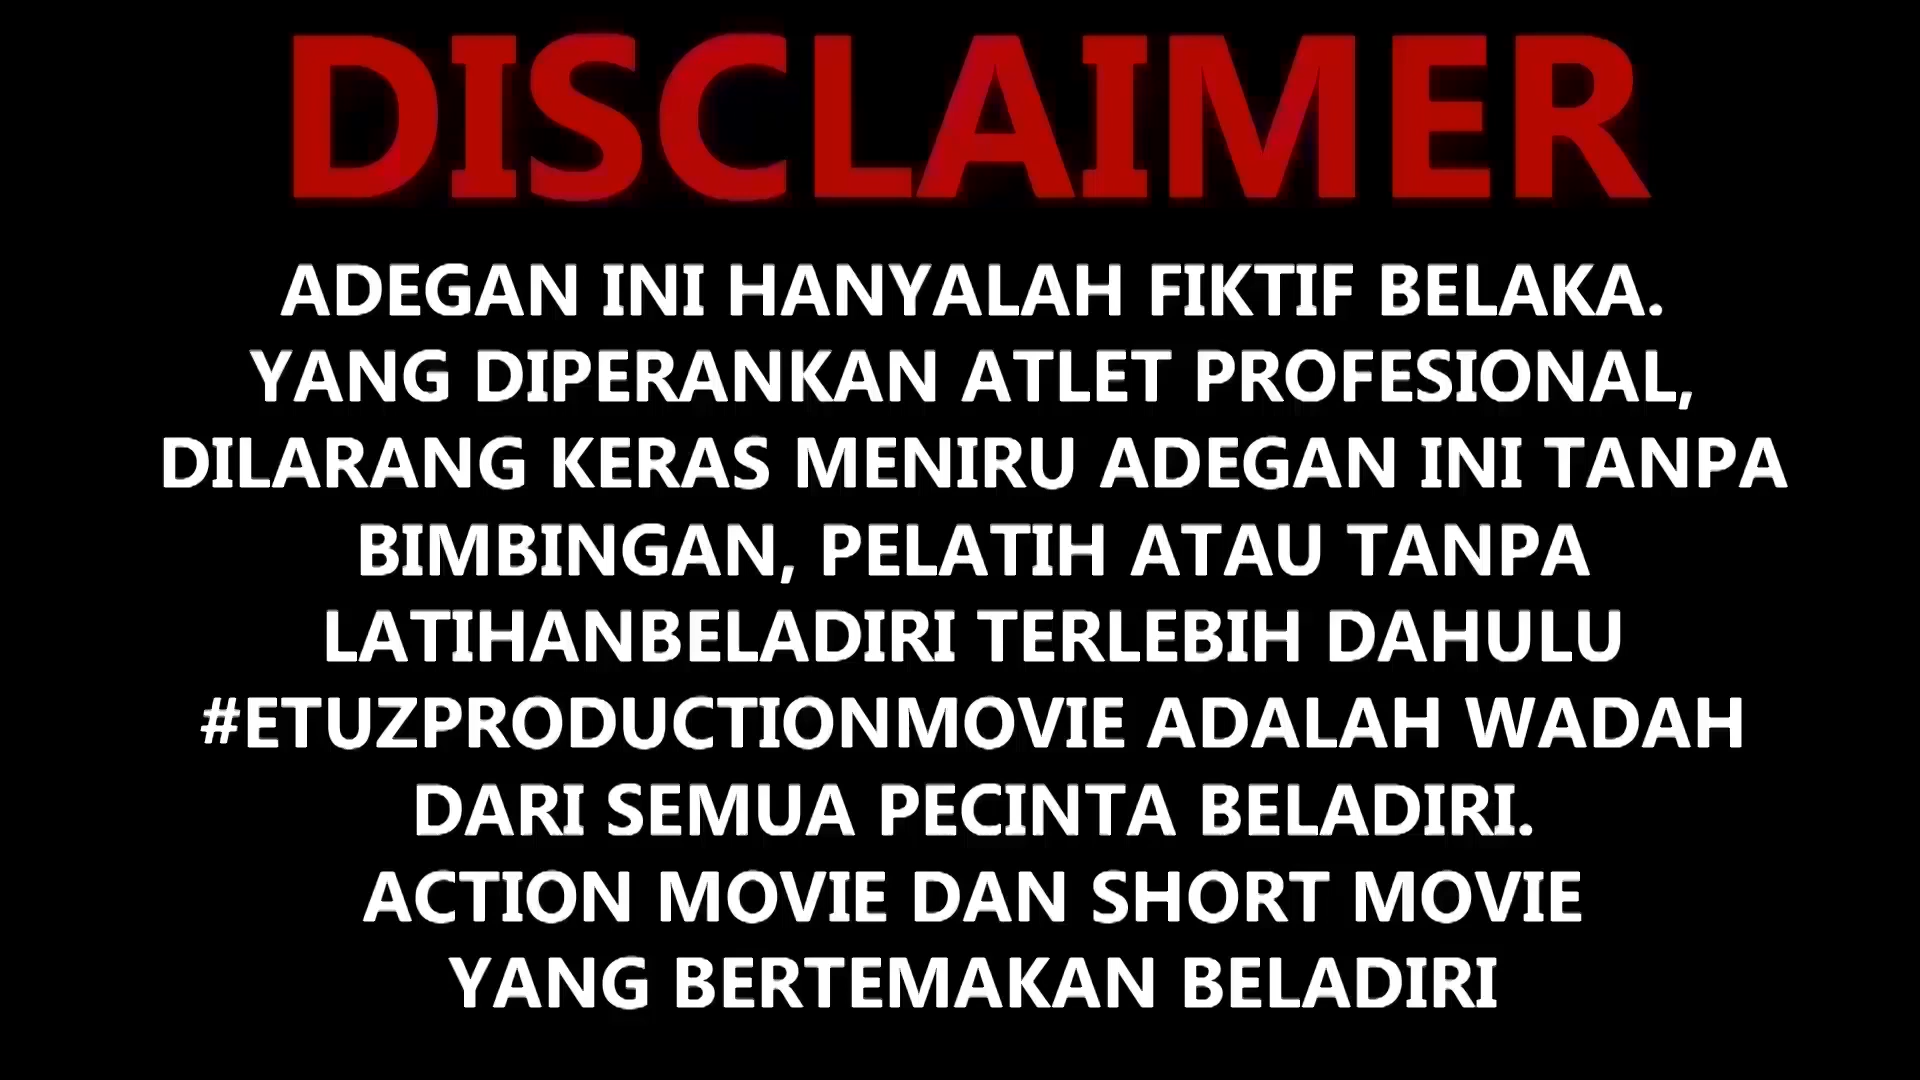 DISCLAIMER
ADEGAN INI HANYALAH FIKTIF BELAKA.
YANG DIPERANKAN ATLET PROFESIONAL,
DILARANG KERAS MENIRU ADEGAN INI TANPA
BIMBINGAN, PELATIH ATAU TANPA
LATIHANBELADIRI TERLEBIH DAHULU
#ETUZPRODUCTIONMOVIE ADALAH WADAH
DARI SEMUA PECINTA BELADIRI.
ACTION MOVIE DAN SHORT MOVIE
YANG BERTEMAKAN BELADIRI